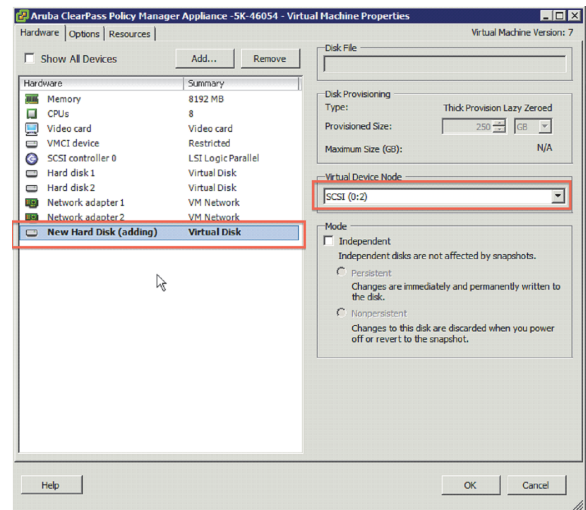 Aruba ClearPass Policy Manager Appliance -5K-46054 - Virtual Machine Properties
Hardware Options Resources Virtual Machine Version: 7
Show All Devices Add... Remove
Hardware Summary
Memory 8192 MB
CPUs 8
Video card Video card
VMCI device Restricted
SCSI controller 0 LSI Logic Parallel
Hard disk 1 Virtual Disk
Hard disk 2 Virtual Disk
Network adapter 1 VM Network
Network adapter 2 VM Network
New Hard Disk (adding) Virtual Disk
Disk File
Disk Provisioning
Type: Thick Provision Lazy Zeroed
Provisioned Size: 250 GB
Maximum Size (GB): N/A
Virtual Device Node
SCSI (0:2)
Mode
Independent
Independent disks are not affected by snapshots.
Persistent
Changes are immediately and permanently written to
the disk.
Nonpersistent
Changes to this disk are discarded when you power
off or revert to the snapshot.
Help OK Cancel